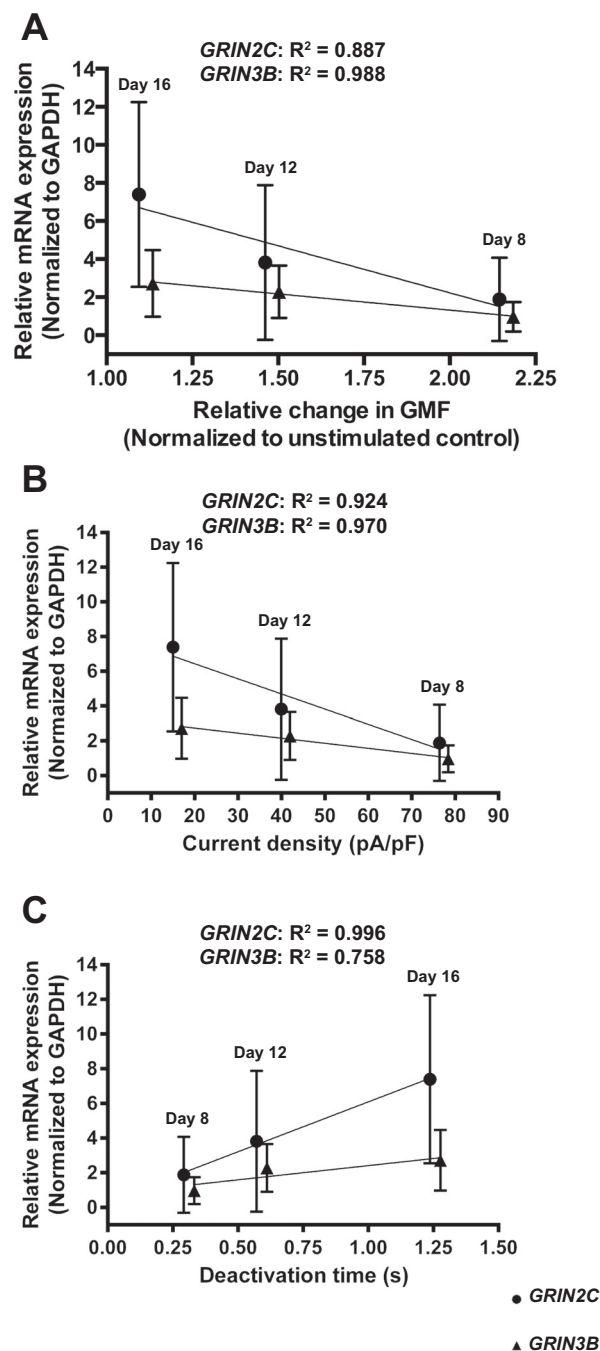 A
GRIN2C: R² = 0.887
GRIN3B: R² = 0.988
Relative mRNA expression
(Normalized to GAPDH)
14
12
10
8
6
4
2
0
Day 16
Day 12
Day 8
1.00 1.25 1.50 1.75 2.00 2.25
Relative change in GMF
(Normalized to unstimulated control)
B
GRIN2C: R² = 0.924
GRIN3B: R² = 0.970
Relative mRNA expression
(Normaized to GAPDH)
14
12
10
8
6
4
2
0
Day 16
Day 12
Day 8
0 10 20 30 40 50 60 70 80 90
Current density (pA/pF)
C
GRIN2C: R² = 0.996
GRIN3B: R² = 0.758
Relative mRNA expression
(Normalized to GAPDH)
14
12
10
8
6
4
2
0
Day 16
Day 12
Day 8
0.00 0.25 0.50 0.75 1.00 1.25 1.50
Deactivation time (s)
GRIN2C
GRIN3B